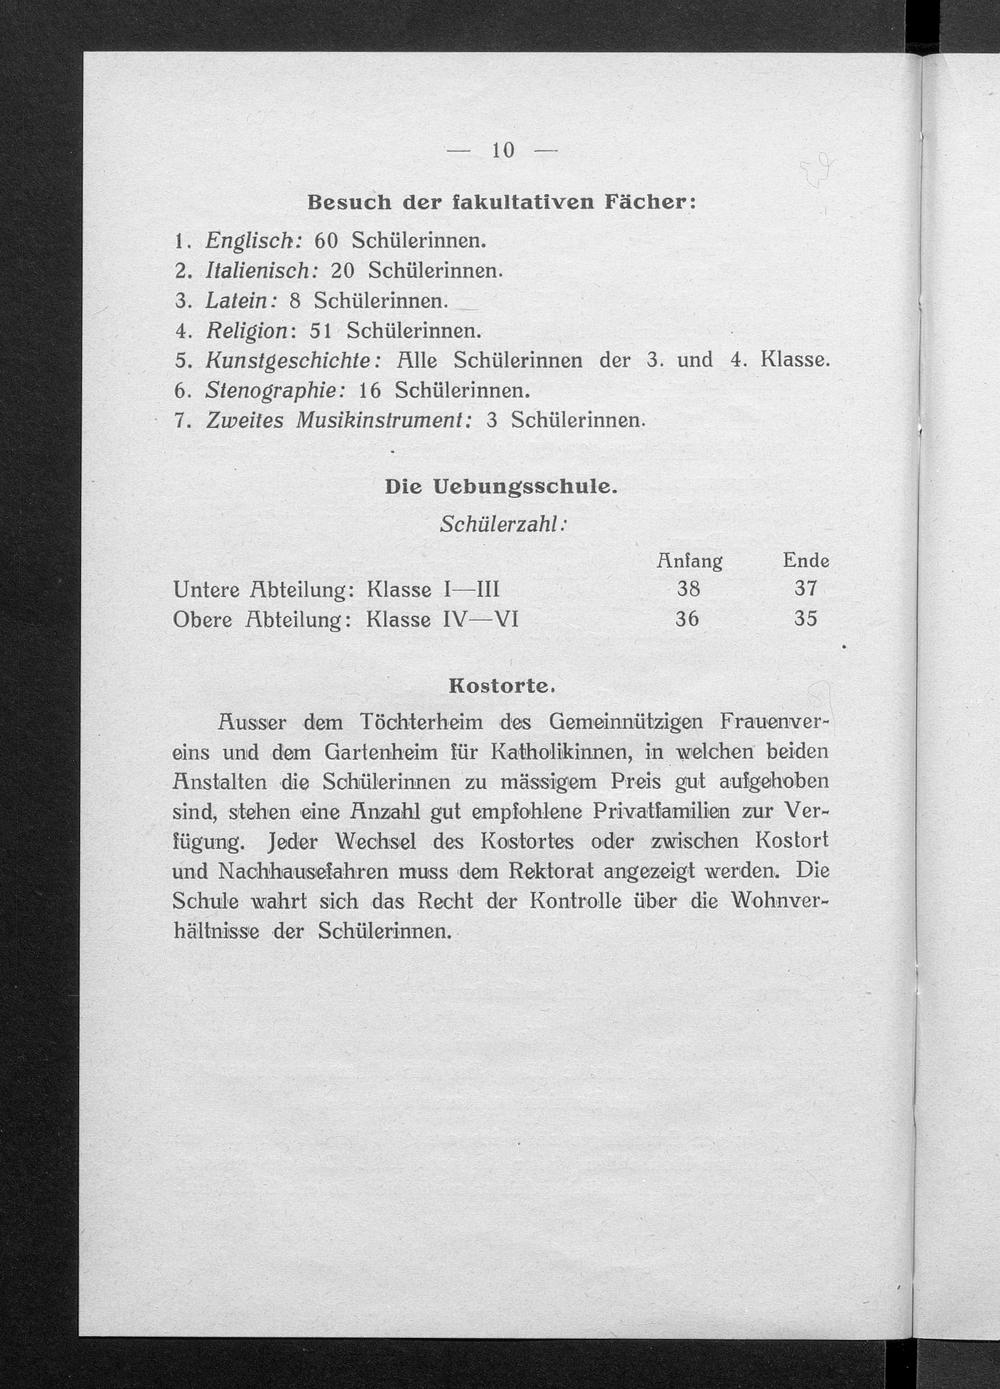 — 10 —
Besuch der fakultativen Fächer:
1. Englisch: 60 Schülerinnen.
2. Italienisch: 20 Schülerinnen.
3. Latein: 8 Schülerinnen.
4. Religion: 51 Schülerinnen.
5. Kunstgeschichte: Alle Schülerinnen der 3. und 4. Klasse.
6. Stenographie: 16 Schülerinnen.
7. Zweites Musikinstrument: 3 Schülerinnen.
Die Uebungsschule.
Schülerzahl:
Anfang Ende
Untere Abteilung: Klasse I—III 38 37
Obere Abteilung: Klasse IV—VI 36 35
Kostorte.
Ausser dem Töchterheim des Gemeinnützigen Frauenver-
eins und dem Gartenheim für Katholikinnen, in welchen beiden
Anstalten die Schülerinnen zu mässigem Preis gut aufgehoben
sind, stehen eine Anzahl gut empfohlene Privatfamilien zur Ver-
fügung. Jeder Wechsel des Kostortes oder zwischen Kostort
und Nachhausefahren muss dem Rektorat angezeigt werden. Die
Schule wahrt sich das Recht der Kontrolle über die Wohnver-
hältnisse der Schülerinnen.